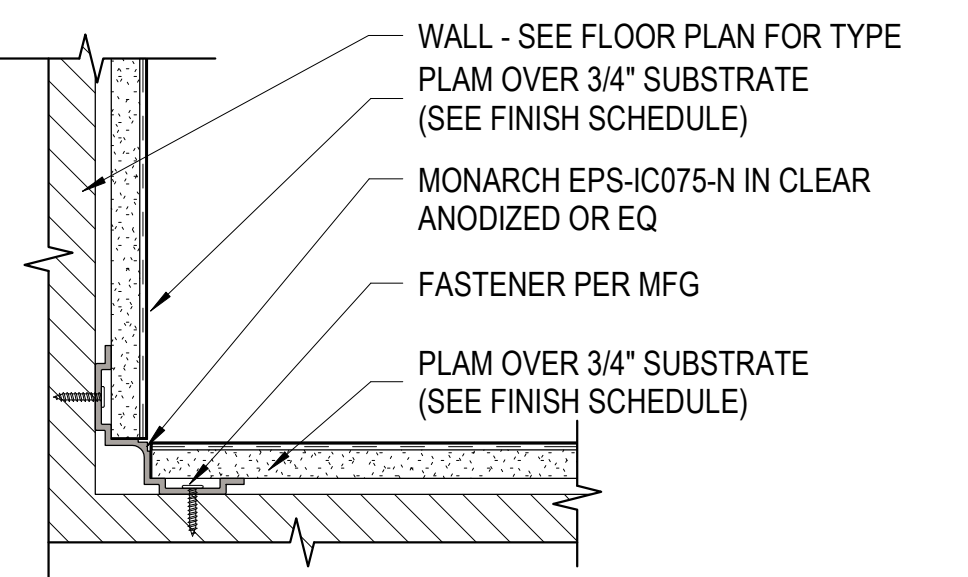 WALL - SEE FLOOR PLAN FOR TYPE
PLAM OVER 3/4" SUBSTRATE
(SEE FINISH SCHEDULE)
MONARCH EPS-IC075-N IN CLEAR
ANODIZED OR EQ
FASTENER PER MFG
PLAM OVER 3/4" SUBSTRATE
(SEE FINISH SCHEDULE)